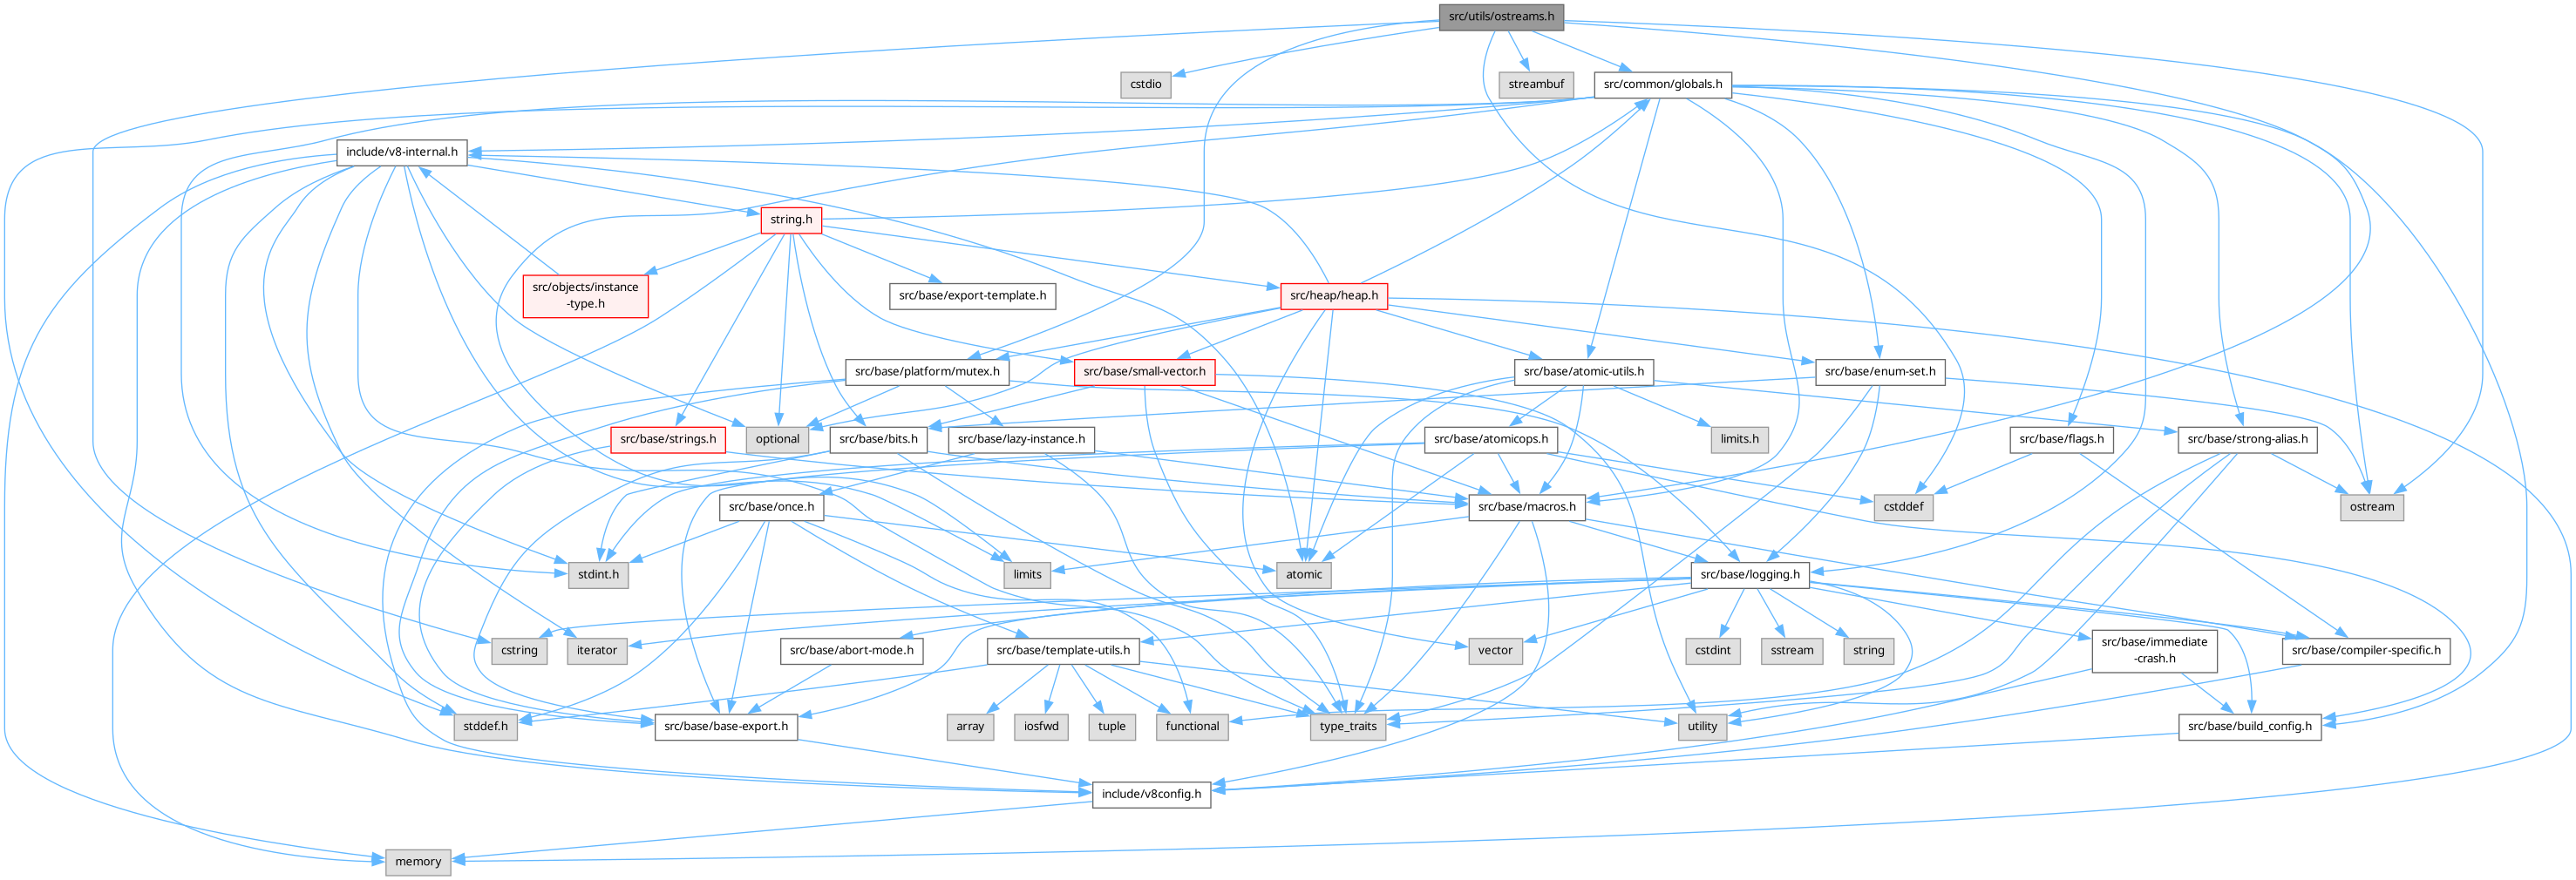 src/utils/ostreams.h
cstdio
streambuf
src/common/globals.h
include/v8-internal.h
string.h
src/objects/instance
-type.h
src/base/export-template.h
src/heap/heap.h
src/base/platform/mutex.h
src/base/small-vector.h
src/base/atomic-utils.h
src/base/enum-set.h
src/base/strings.h
optional
src/base/bits.h
src/base/lazy-instance.h
src/base/atomicops.h
limits.h
src/base/flags.h
src/base/strong-alias.h
src/base/once.h
src/base/macros.h
cstddef
ostream
stdint.h
limits
atomic
src/base/logging.h
cstring
iterator
src/base/abort-mode.h
src/base/template-utils.h
vector
cstdint
sstream
string
src/base/immediate
-crash.h
src/base/compiler-specific.h
stddef.h
src/base/base-export.h
array
iosfwd
tuple
functional
type_traits
utility
src/base/build_config.h
include/v8config.h
memory